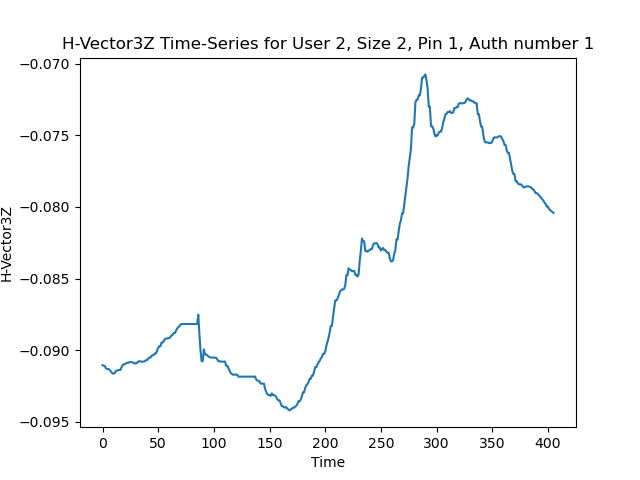 H-Vector3Z Time-Series for User 2, Size 2, Pin 1, Auth number 1
−0.070
−0.075
−0.080
−0.085
−0.090
−0.095
H-Vector3Z
0 50 100 150 200 250 300 350 400
Time